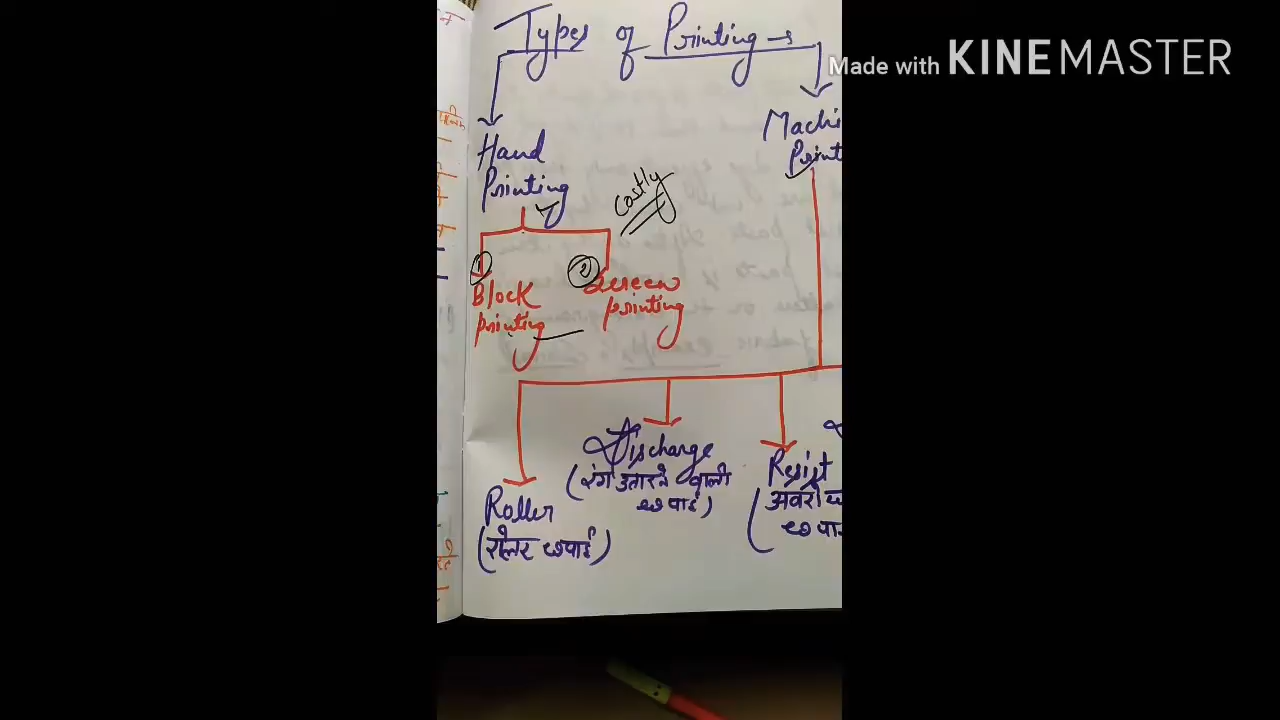 Types of Printing →
Made with KINEMASTER
Hand
Printing
Machi
Print
Costly
1
2
Block
printing
Screen
printing
Discharge
(रंग उतारने वाली
छपाई)
Resist
(अवरो
छपा
Roller
(रोलर छपाई)